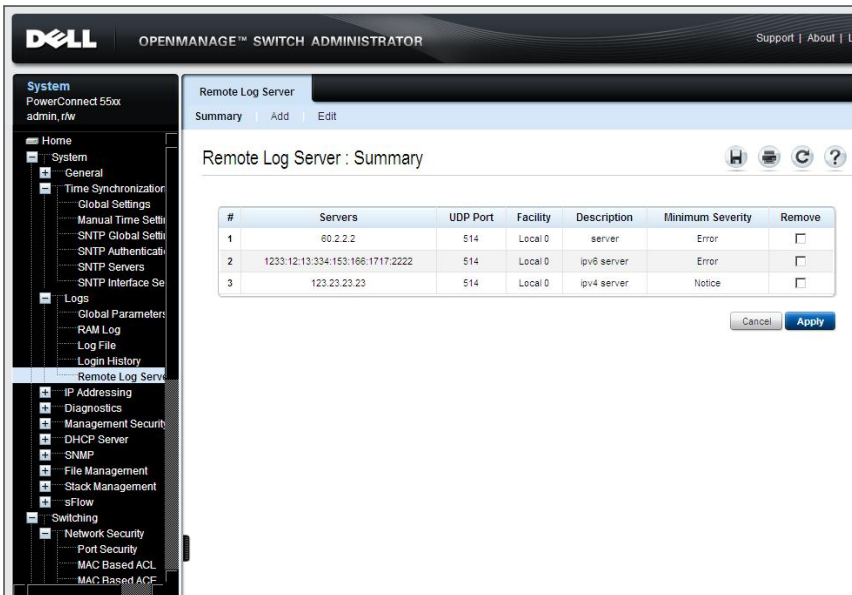 DELL
OPENMANAGE™ SWITCH ADMINISTRATOR
Support | About |
System
PowerConnect 55xx
admin, r/w
Home
System
General
Time Synchronization
Global Settings
Manual Time
SNTP Global
SNTP
SNTP Servers
SNTP Interface
Logs
Global Parameters
RAM Log
Log File
Login History
Remote Log
IP Addressing
Diagnostics
Management
DHCP Server
SNMP
File Management
Stack Management
sFlow
Switching
Network Security
Port Security
MAC Based ACL
MAC Based ACE
Remote Log Server
Summary Add Edit
Remote Log Server : Summary
# Servers UDP Port Facility Description Minimum Severity Remove
1 60.2.2.2 514 Local 0 server Error
2 1233:12:13:334:153:166:1717:2222 514 Local 0 ipv6 server Error
3 123.23.23.23 514 Local 0 ipv4 server Notice
Cancel Apply